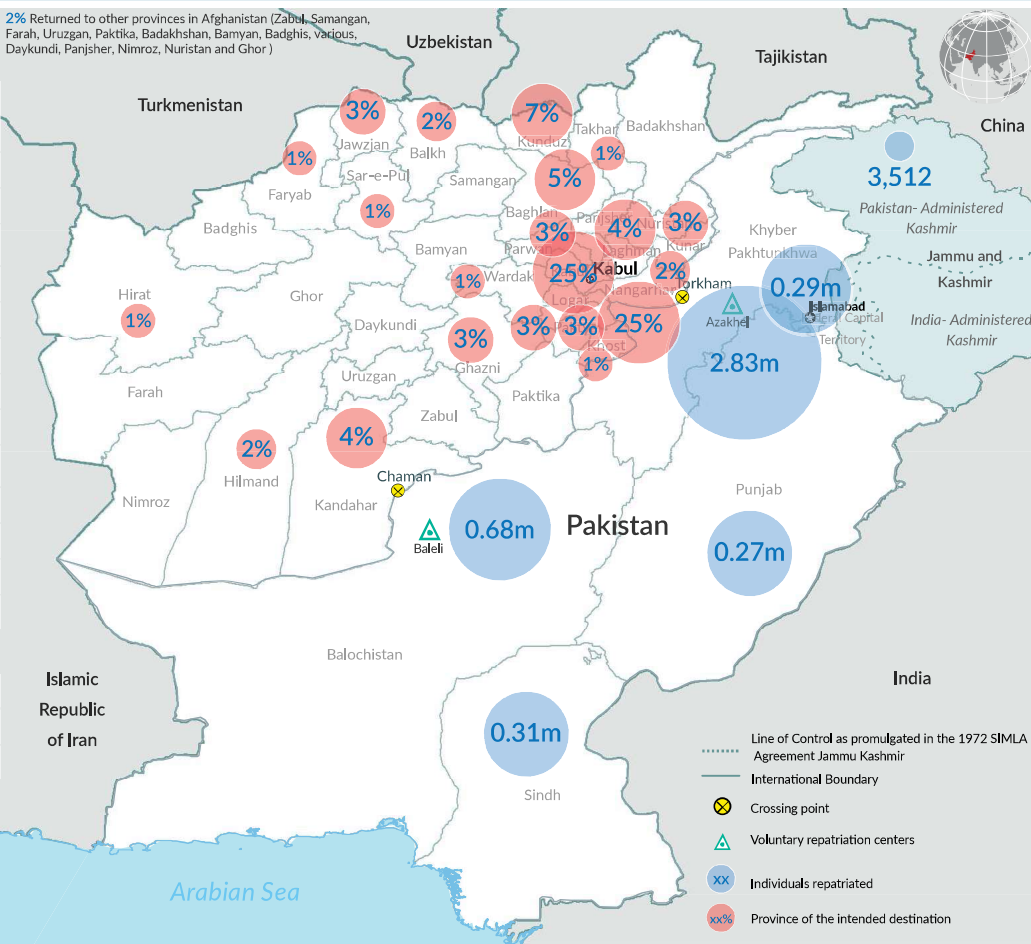 2% Returned to other provinces in Afghanistan (Zabul, Samangan,
Farah, Uruzgan, Paktika, Badakhshan, Bamyan, Badghis, various,
Daykundi, Panjsher, Nimroz, Nuristan and Ghor )
Uzbekistan
Tajikistan
Turkmenistan
China
3%
2%
7%
Jawzjan
Balkh
Kunduz
Takhar
Badakhshan
1%
1%
Faryab
Sar-e-Pul
Samangan
5%
3,512
1%
Pakistan- Administered
Kashmir
Badghis
Baghlan
Panjsher
3%
4%
3%
Khyber
Pakhtunkhwa
Bamyan
Parwan
Laghman
Kunar
Jammu and
Kashmir
1%
Wardak
25%
Kabul
2%
Torkham
Nangarhar
0.29m
Islamabad
Capital
Territory
India- Administered
Kashmir
Hirat
1%
Ghor
Logar
Daykundi
3%
3%
3%
25%
Azakhel
Khost
Ghazni
1%
2.83m
Farah
Uruzgan
Paktika
Zabul
2%
4%
Hilmand
Chaman
Nimroz
Kandahar
Punjab
Baleli
0.68m
Pakistan
0.27m
Balochistan
Islamic
Republic
of Iran
India
0.31m
Sindh
Arabian Sea
Line of Control as promulgated in the 1972 SIMLA
Agreement Jammu Kashmir
International Boundary
Crossing point
Voluntary repatriation centers
xx Individuals repatriated
xx% Province of the intended destination